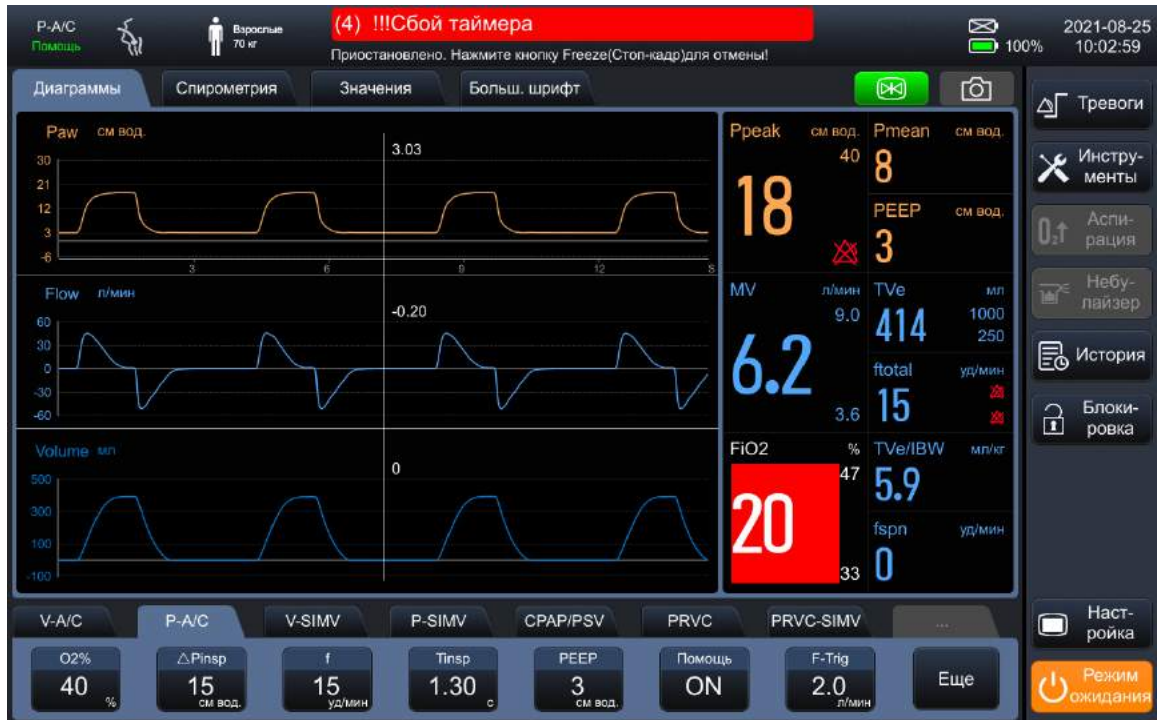 P-A/C
Помощь
Взрослые
70 кг
(4) !!!Сбой таймера
Приостановлено. Нажмите кнопку Freeze(Стоп-кадр)для отмены!
100%
2021-08-25
10:02:59
Диаграммы
Спирометрия
Значения
Больш. шрифт
Paw см вод.
3.03
30
21
12
3
-6
3
6
9
12
S
Flow л/мин
-0.20
60
30
0
-30
-60
Volume мл
0
500
300
100
-100
Ppeak см вод.
40
18
Pmean см вод.
8
PEEP см вод.
3
MV л/мин
9.0
6.2
3.6
TVe мл
414
1000
250
ftotal уд/мин
15
FiO2 %
47
20
33
TVe/IBW мл/кг
5.9
fspn уд/мин
0
Тревоги
Инстру-
менты
O2
Аспи-
рация
Небу-
лайзер
История
Блоки-
ровка
Наст-
ройка
Режим
ожидания
V-A/C
P-A/C
V-SIMV
P-SIMV
CPAP/PSV
PRVC
PRVC-SIMV
...
O2%
40
%
△Pinsp
15
см вод.
f
15
уд/мин
Tinsp
1.30
с
PEEP
3
см вод.
Помощь
ON
F-Trig
2.0
л/мин
Еще